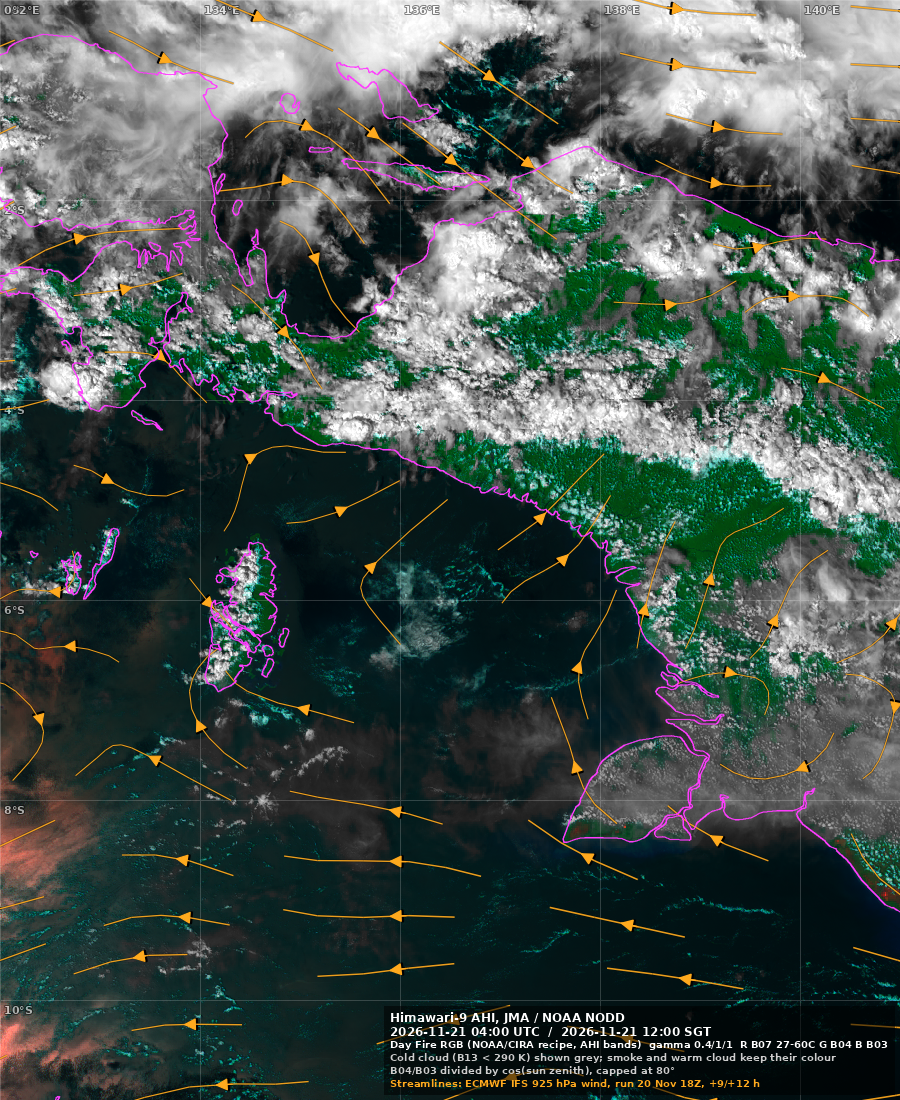 0°32°E 134°E 136°E 138°E 140°E
2°S
4°S
6°S
8°S
10°S
Himawari-9 AHI, JMA / NOAA NODD
2026-11-21 04:00 UTC / 2026-11-21 12:00 SGT
Day Fire RGB (NOAA/CIRA recipe, AHI bands) gamma 0.4/1/1 R B07 27-60C G B04 B B03
Cold cloud (B13 < 290 K) shown grey; smoke and warm cloud keep their colour
B04/B03 divided by cos(sun zenith), capped at 80°
Streamlines: ECMWF IFS 925 hPa wind, run 20 Nov 18Z, +9/+12 h